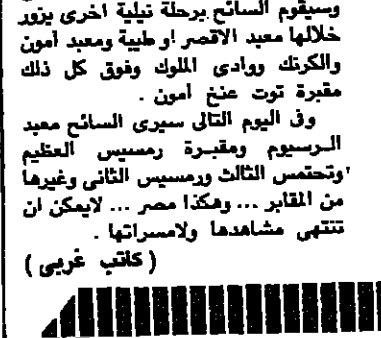 وسيقوم السائح برحلة نيلية اخرى يزور
خلالها معبد الاقصر او طيبة ومعبد امون
والكرنك ووادى الملوك وفوق كل ذلك
مقبرة توت عنخ امون .
وفى اليوم التالى سيرى السائح معبد
الرسيوم ومقبرة رمسيس العظيم
وتحتمس الثالث ورمسيس الثانى وغيرها
من المقابر ... وهكذا مصر ... لايمكن ان
تنتهى مشاهدها ولامسراتها .
( كاتب غربى )